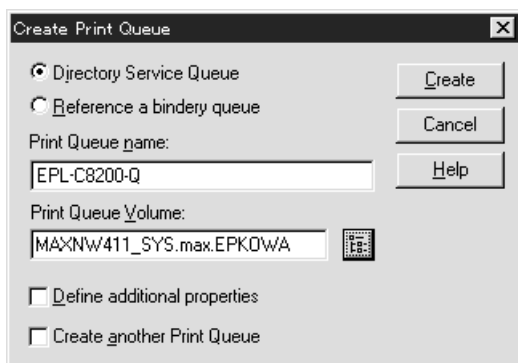 Create Print Queue
Directory Service Queue
Reference a bindery queue
Print Queue name:
EPL-C8200-Q
Print Queue Volume:
MAXNW411_SYS.max.EPKOWA
Define additional properties
Create another Print Queue
Create
Cancel
Help